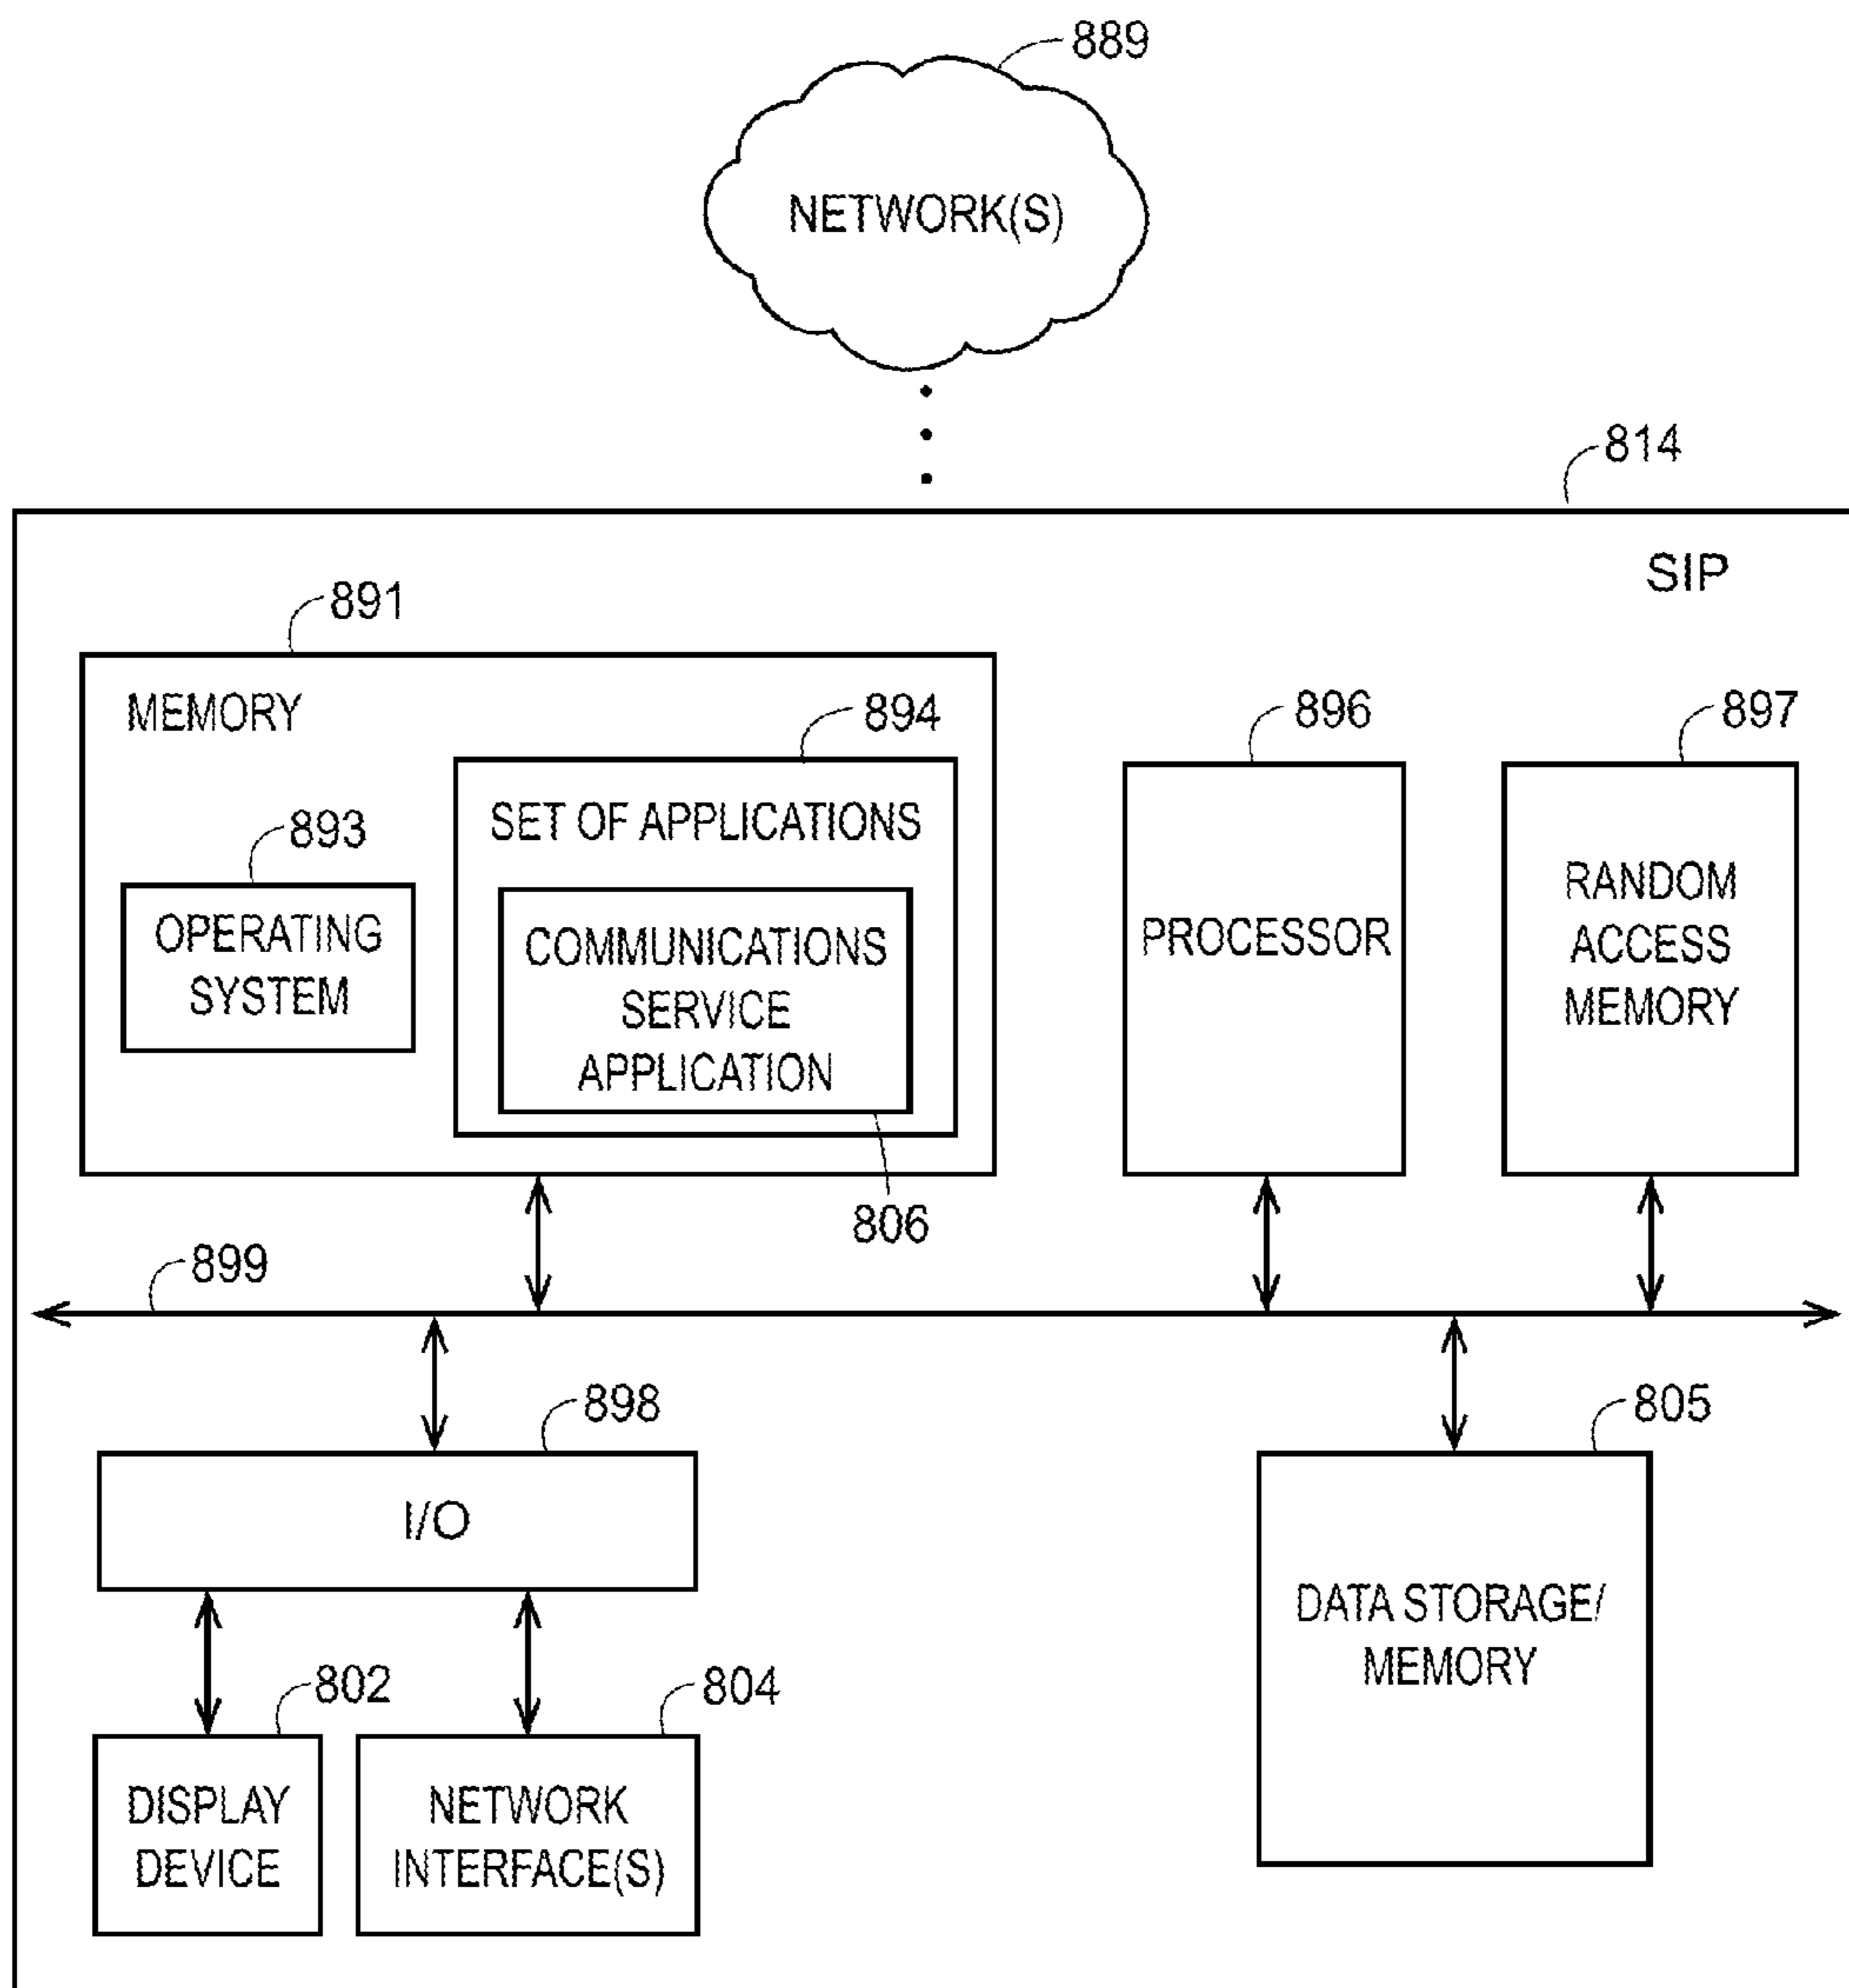 889
NETWORK(S)
814
SIP
891
MEMORY
894
SET OF APPLICATIONS
893
OPERATING
SYSTEM
COMMUNICATIONS
SERVICE
APPLICATION
806
896
PROCESSOR
897
RANDOM
ACCESS
MEMORY
899
898
I/O
805
DATA STORAGE/
MEMORY
802
DISPLAY
DEVICE
804
NETWORK
INTERFACE(S)